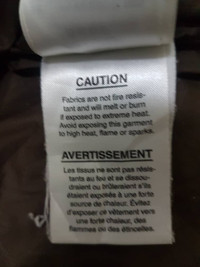 CAUTION
Fabrics are not fire resis-
tant and will melt or burn
if exposed to extreme heat.
Avoid exposing this garment
to high heat, flame or sparks.
AVERTISSEMENT
Les tissus ne sont pas résis-
tants au feu et se dissou-
draient ou brûleraient s'ils
étaient exposés à une forte
source de chaleur. Évitez
d'exposer ce vêtement vers
une forte chaleur, des
flammes ou des étincelles.